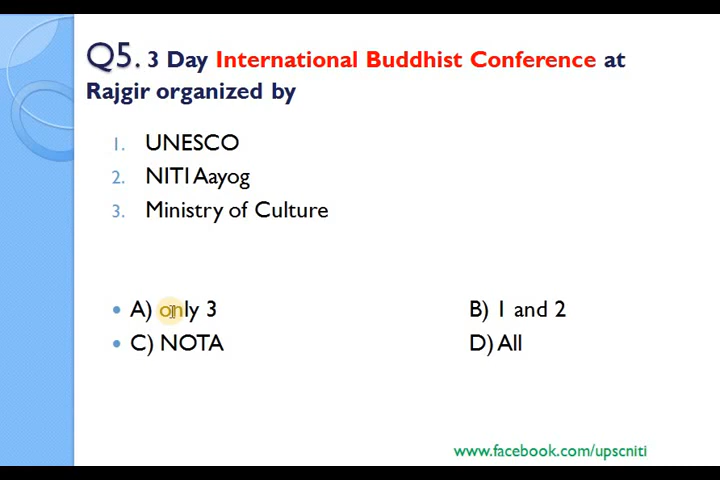 Q5. 3 Day International Buddhist Conference at
Rajgir organized by
1. UNESCO
2. NITI Aayog
3. Ministry of Culture
• A) only 3 B) 1 and 2
• C) NOTA D) All
www.facebook.com/upscniti